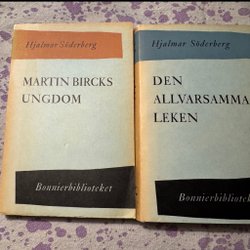 Hjalmar Söderberg
MARTIN BIRCKS
UNGDOM
Bonnierbiblioteket
Hjalmar Söderberg
DEN
ALLVARSAMMA
LEKEN
Bonnierbiblioteket